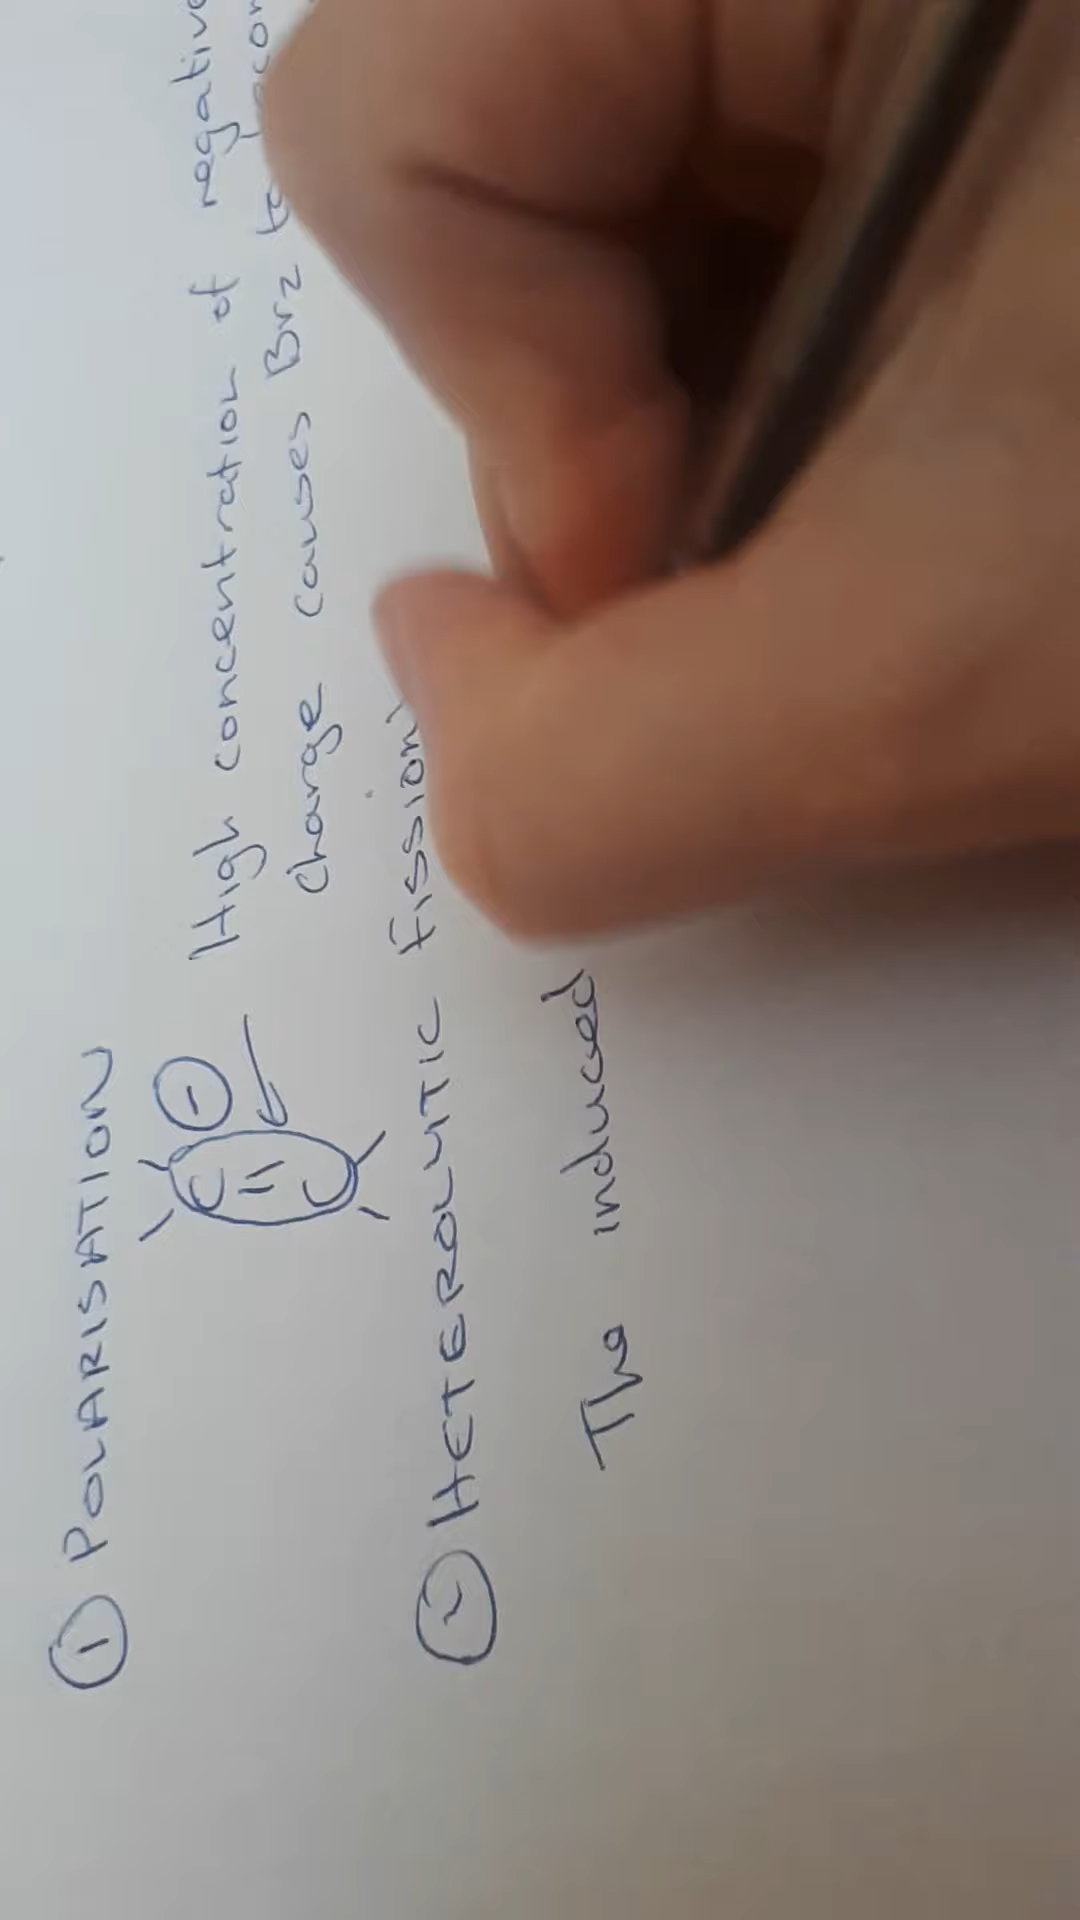 ① POLARISATION
C = C ⊖ High concentration of negative
Charge causes Br2 to
② HETEROLYTIC Fission
The induced